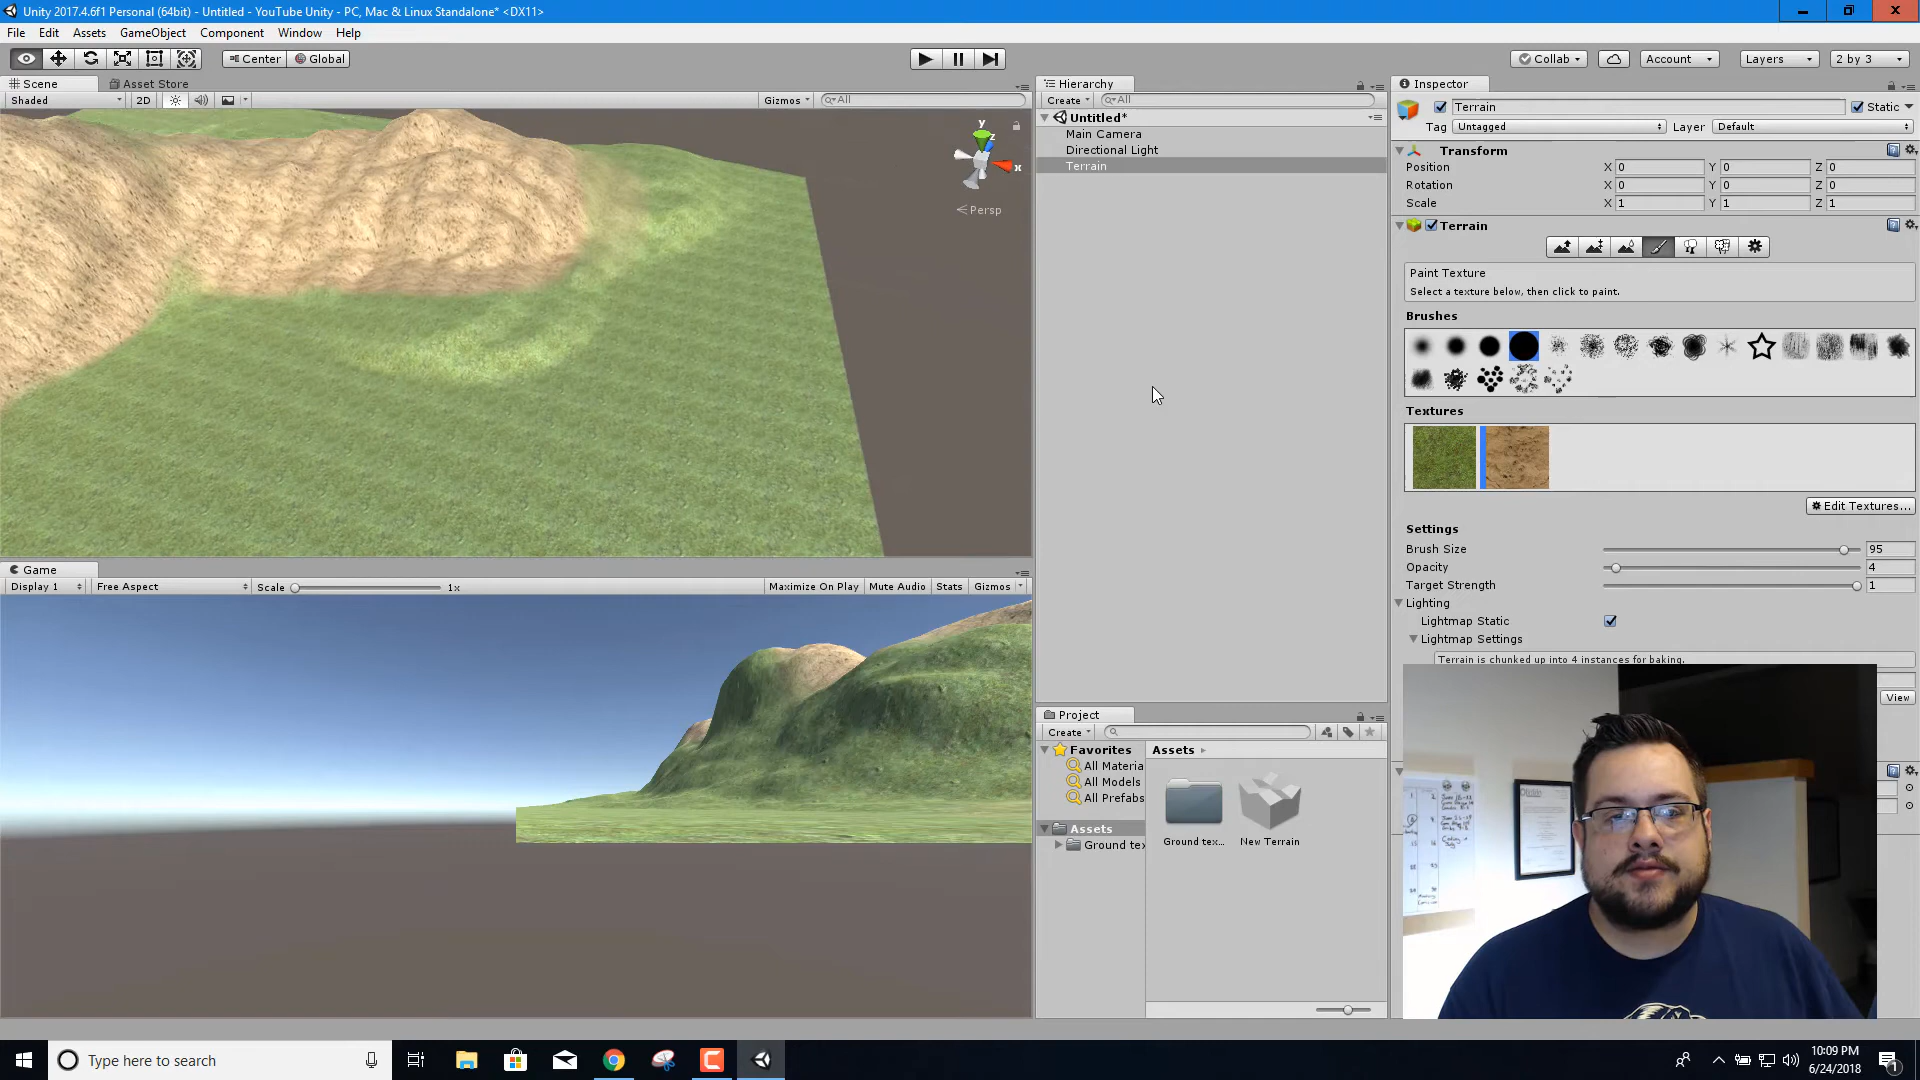 Unity 2017.4.6f1 Personal (64bit) - Untitled - YouTube Unity - PC, Mac & Linux Standalone* <DX11>
File Edit Assets GameObject Component Window Help
Center Global Collab Account Layers 2 by 3
Scene Asset Store
Shaded 2D Gizmos All
y
z
x
Persp
Game
Display 1 Free Aspect Scale 1x Maximize On Play Mute Audio Stats Gizmos
Hierarchy
Create All
Untitled*
Main Camera
Directional Light
Terrain
Project
Create
Favorites
All Materia
All Models
All Prefabs
Assets
Ground tex
Assets
Ground tex...
New Terrain
Inspector
Terrain Static
Tag Untagged Layer Default
Transform
Position X 0 Y 0 Z 0
Rotation X 0 Y 0 Z 0
Scale X 1 Y 1 Z 1
Terrain
Paint Texture
Select a texture below, then click to paint.
Brushes
Textures
Edit Textures...
Settings
Brush Size 95
Opacity 4
Target Strength 1
Lighting
Lightmap Static
Lightmap Settings
Terrain is chunked up into 4 instances for baking.
View
Type here to search
10:09 PM
6/24/2018
1